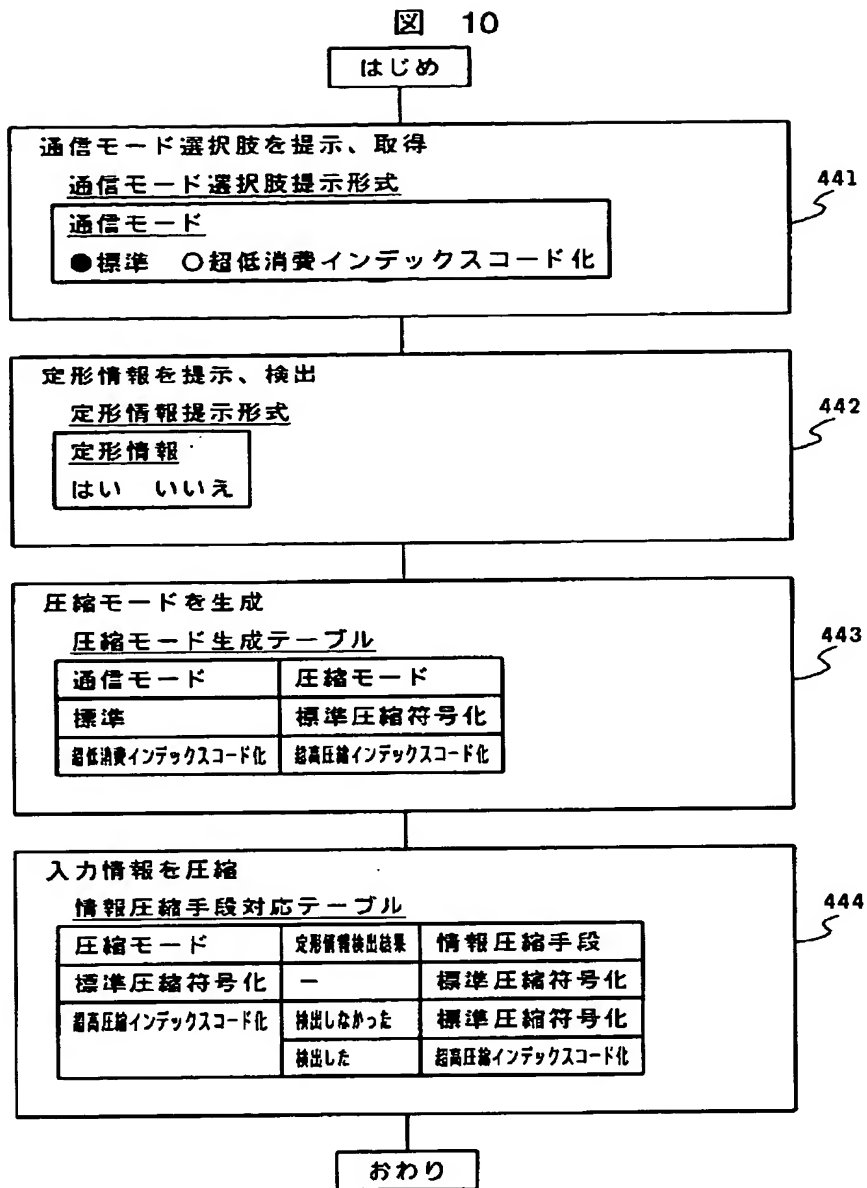 図 10
はじめ
通信モード選択肢を提示、取得
通信モード選択肢提示形式
通信モード
●標準 ○超低消費インデックスコード化
441
定形情報を提示、検出
定形情報提示形式
定形情報
はい いいえ
442
圧縮モードを生成
圧縮モード生成テーブル
通信モード 圧縮モード
標準 標準圧縮符号化
超低消費インデックスコード化 超高圧縮インデックスコード化
443
入力情報を圧縮
情報圧縮手段対応テーブル
圧縮モード 定形情報検出結果 情報圧縮手段
標準圧縮符号化 － 標準圧縮符号化
超高圧縮インデックスコード化 検出しなかった 標準圧縮符号化
検出した 超高圧縮インデックスコード化
444
おわり